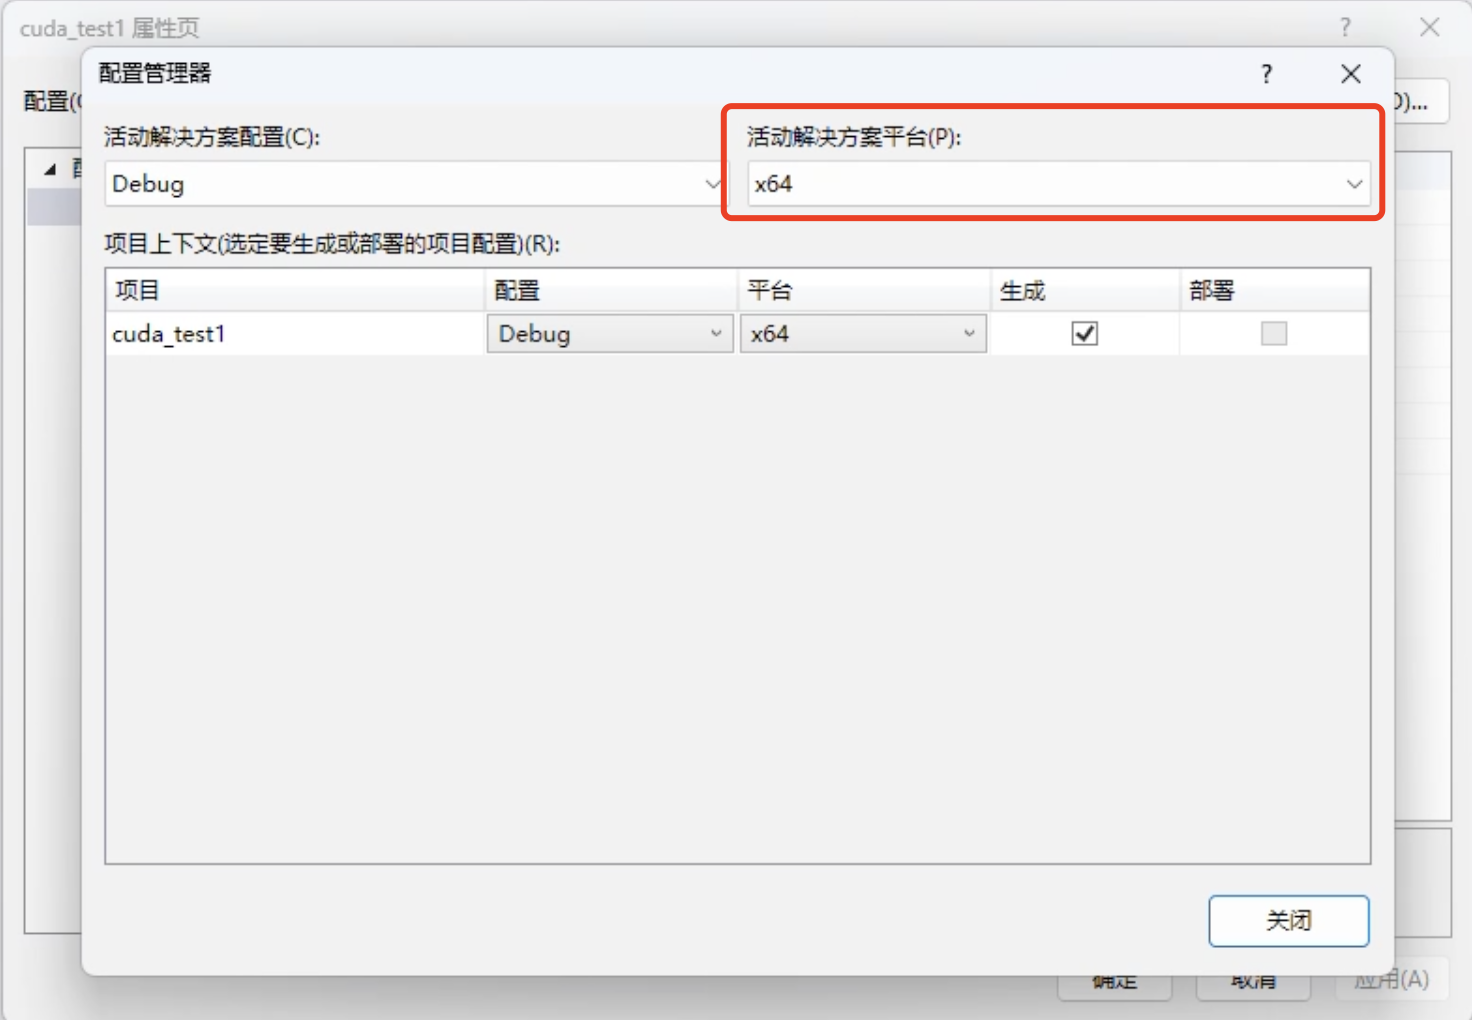 cuda_test1 属性页
配置管理器
配置(
活动解决方案配置(C):
活动解决方案平台(P):
Debug
x64
项目上下文(选定要生成或部署的项目配置)(R):
项目 配置 平台 生成 部署
cuda_test1 Debug x64
关闭
确定 取消 应用(A)